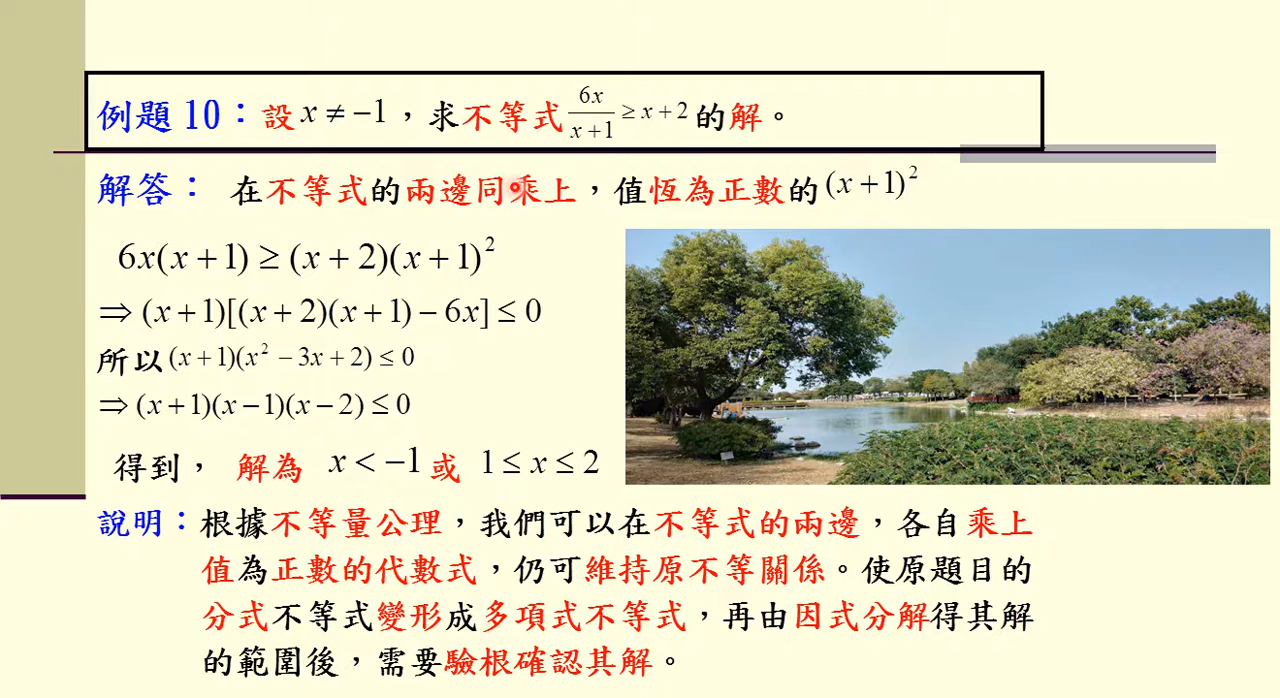 例題10：設 x ≠ −1，求不等式 6x/(x+1) ≥ x+2 的解。
解答： 在不等式的兩邊同乘上，值恆為正數的 (x+1)²
6x(x+1) ≥ (x+2)(x+1)²
⇒ (x+1)[(x+2)(x+1)−6x] ≤ 0
所以 (x+1)(x²−3x+2) ≤ 0
⇒ (x+1)(x−1)(x−2) ≤ 0
得到， 解為 x < −1 或 1 ≤ x ≤ 2
說明：根據不等量公理，我們可以在不等式的兩邊，各自乘上
值為正數的代數式，仍可維持原不等關係。使原題目的
分式不等式變形成多項式不等式，再由因式分解得其解
的範圍後，需要驗根確認其解。